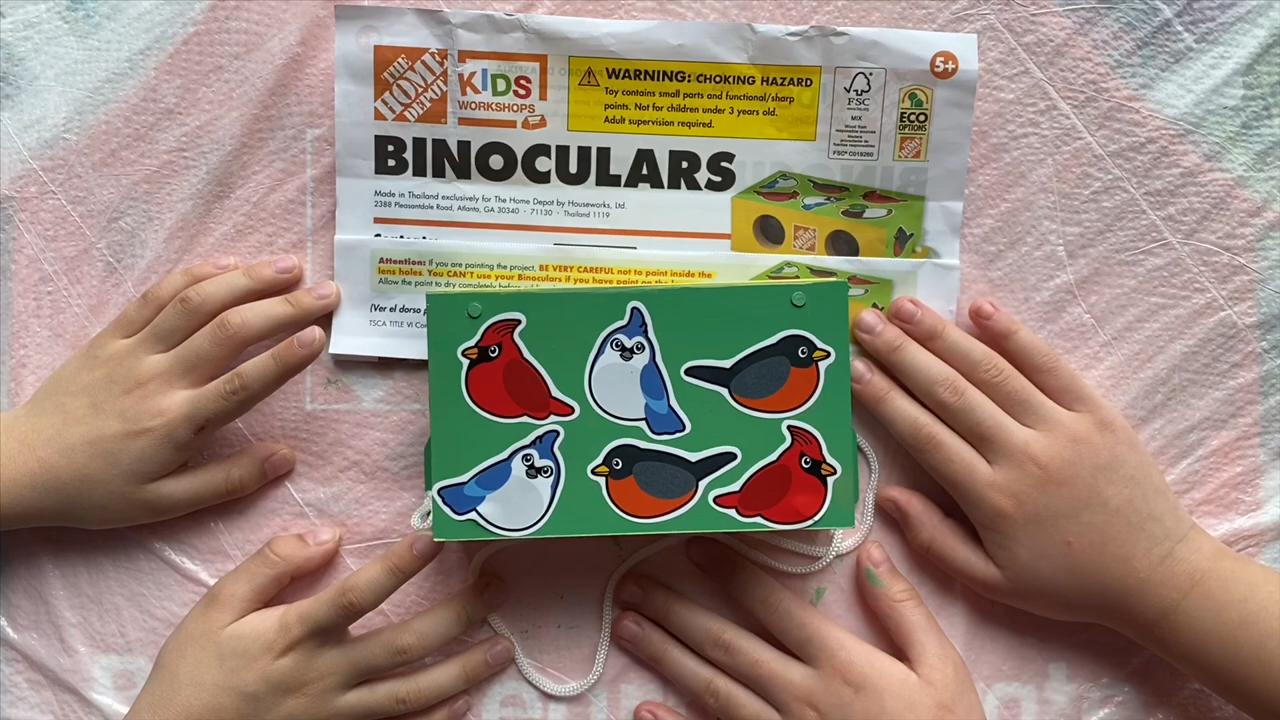 THE
HOME
DEPOT
KIDS
WORKSHOPS
WARNING: CHOKING HAZARD
Toy contains small parts and functional/sharp
points. Not for children under 3 years old.
Adult supervision required.
FSC
MIX
FSC® C019260
ECO
OPTIONS
5+
BINOCULARS
Made in Thailand exclusively for The Home Depot by Houseworks, Ltd.
2388 Pleasantdale Road, Atlanta, GA 30340 - 71130 - Thailand 1119
THE
HOME
DEPOT
Attention: If you are painting the project, BE VERY CAREFUL not to paint inside the
lens holes. You CAN'T use your Binoculars if you have paint on the
Allow the paint to dry completely before
(Ver el dorso
TSCA TITLE VI